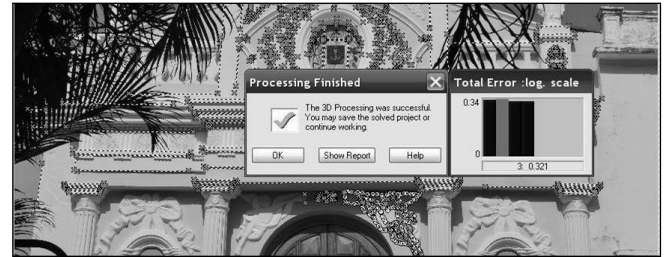 Processing Finished
The 3D Processing was successful.
You may save the solved project or
continue working.
OK
Show Report
Help
Total Error :log. scale
0.34
0
3: 0.321